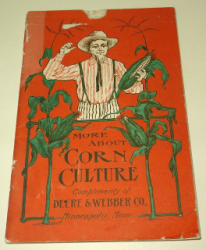 MORE
ABOUT
CORN
CULTURE
Compliments of
DEERE & WEBBER CO.
Minneapolis, Minn.